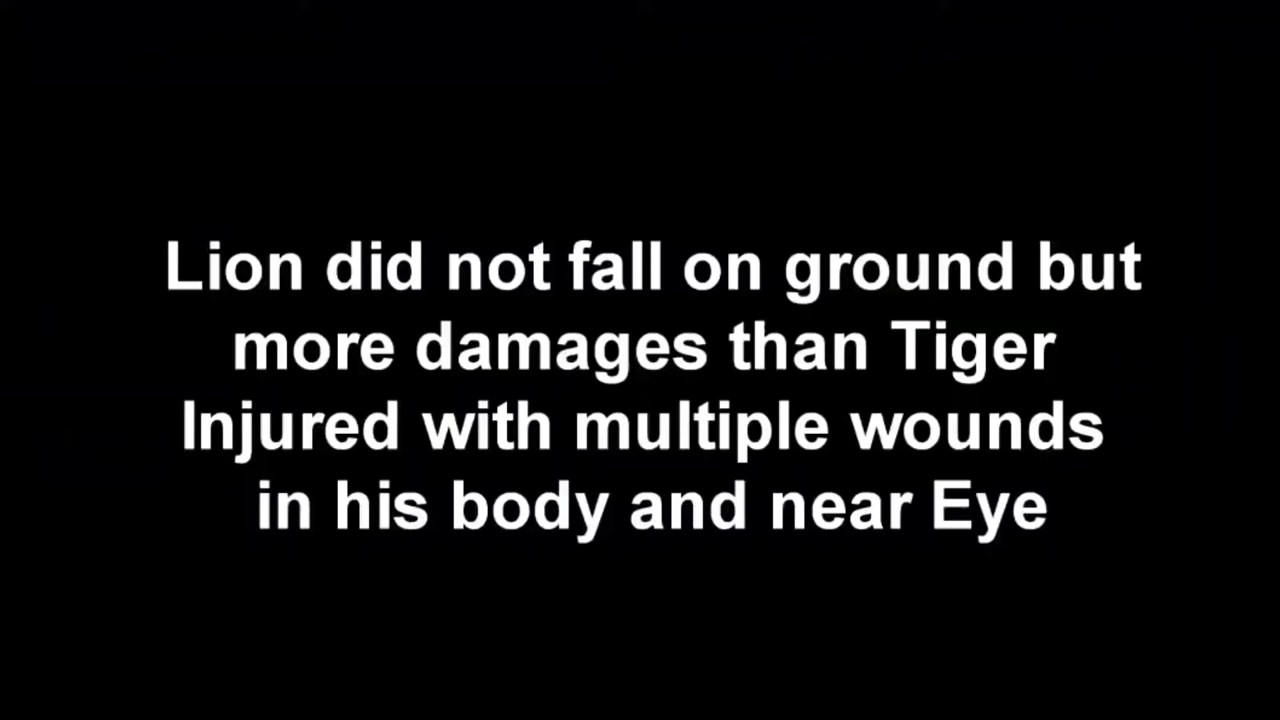 Lion did not fall on ground but
more damages than Tiger
Injured with multiple wounds
in his body and near Eye